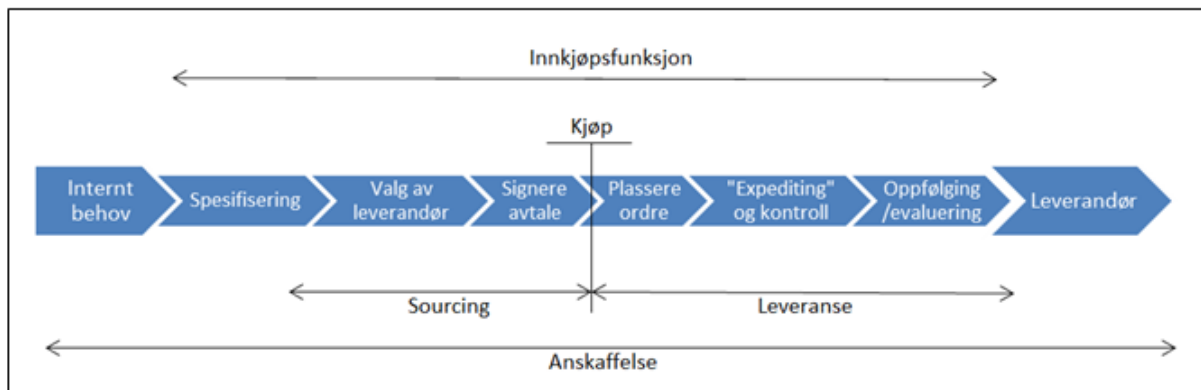 Innkjøpsfunksjon
Kjøp
Internt
behov
Spesifisering
Valg av
leverandør
Signere
avtale
Plassere
ordre
"Expediting"
og kontroll
Oppfølging
/evaluering
Leverandør
Sourcing
Leveranse
Anskaffelse